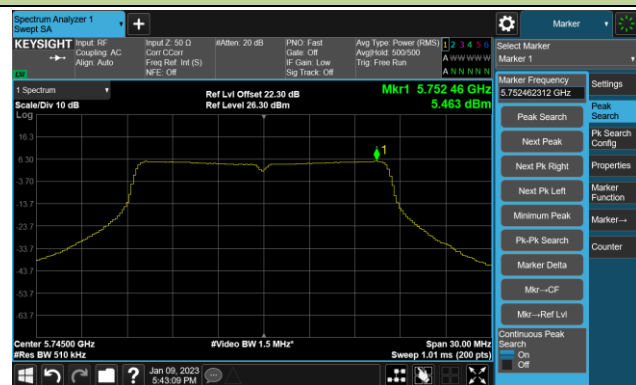 Spectrum Analyzer 1
Swept SA
+
Marker
KEYSIGHT
Input: RF
Coupling: AC
Align: Auto
Input Z: 50 Ω
Corr CCorr
Freq Ref: Int (S)
NFE: Off
#Atten: 20 dB
PNO: Fast
Gate: Off
IF Gain: Low
Sig Track: Off
Avg Type: Power (RMS)
Avg|Hold: 500/500
Trig: Free Run
1 2 3 4 5 6
A W W W W W
A N N N N N
Select Marker
Marker 1
LXI
1 Spectrum
Scale/Div 10 dB
Log
Ref Lvl Offset 22.30 dB
Ref Level 26.30 dBm
Mkr1 5.752 46 GHz
5.463 dBm
Marker Frequency
5.752462312 GHz
Settings
Peak Search
Peak Search
Next Peak
Pk Search Config
Next Pk Right
Properties
Next Pk Left
Marker Function
Minimum Peak
Marker→
Pk-Pk Search
Counter
Marker Delta
Mkr→CF
Mkr→Ref Lvl
Continuous Peak Search
On
Off
16.3
6.30
-3.70
-13.7
-23.7
-33.7
-43.7
-53.7
-63.7
1
Center 5.74500 GHz
#Res BW 510 kHz
#Video BW 1.5 MHz*
Span 30.00 MHz
Sweep 1.01 ms (200 pts)
?
Jan 09, 2023
5:43:09 PM